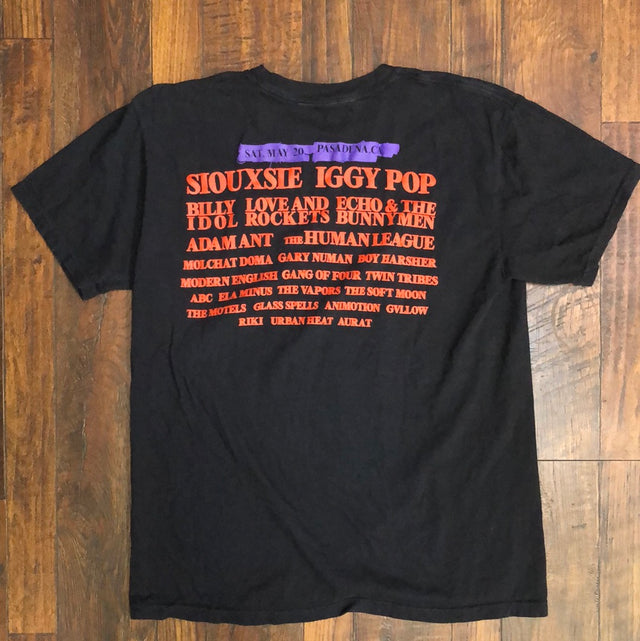 SAT. MAY 20 PASADENA, CA
SIOUXSIE IGGY POP
BILLY IDOL LOVE AND ROCKETS ECHO & THE BUNNYMEN
ADAM ANT THE HUMAN LEAGUE
MOLCHAT DOMA GARY NUMAN BOY HARSHER
MODERN ENGLISH GANG OF FOUR TWIN TRIBES
ABC ELA MINUS THE VAPORS THE SOFT MOON
THE MOTELS GLASS SPELLS ANIMOTION GVLLOW
RIKI URBAN HEAT AURAT